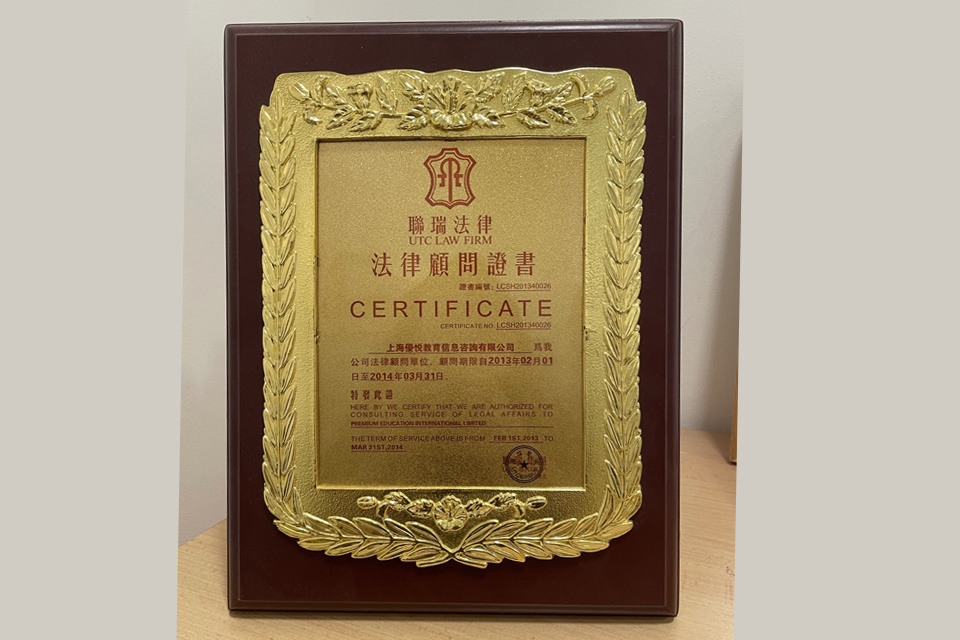 聯瑞法律
UTC LAW FIRM
法律顧問證書
證書編號：LCSH201340026
CERTIFICATE
CERTIFICATE NO. LCSH201340026
上海優悦教育信息咨詢有限公司 爲我
公司法律顧問單位，顧問期限自2013年02月01
日至2014年03月31日.
特發此證
HERE BY WE CERTIFY THAT WE ARE AUTHORIZED FOR
CONSULTING SERVICE OF LEGAL AFFAIRS TO
PREMIUM EDUCATION INTERNATIONAL LIMITED
THE TERM OF SERVICE ABOVE IS FROM FEB 1ST,2013 TO
MAR 31ST,2014